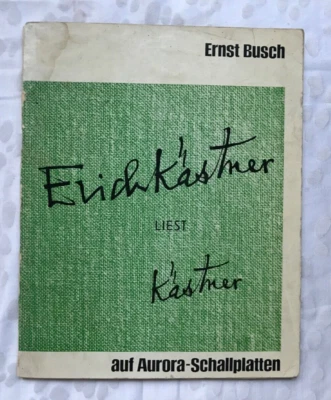 Ernst Busch
Erich Kästner
LIEST
Kästner
auf Aurora-Schallplatten